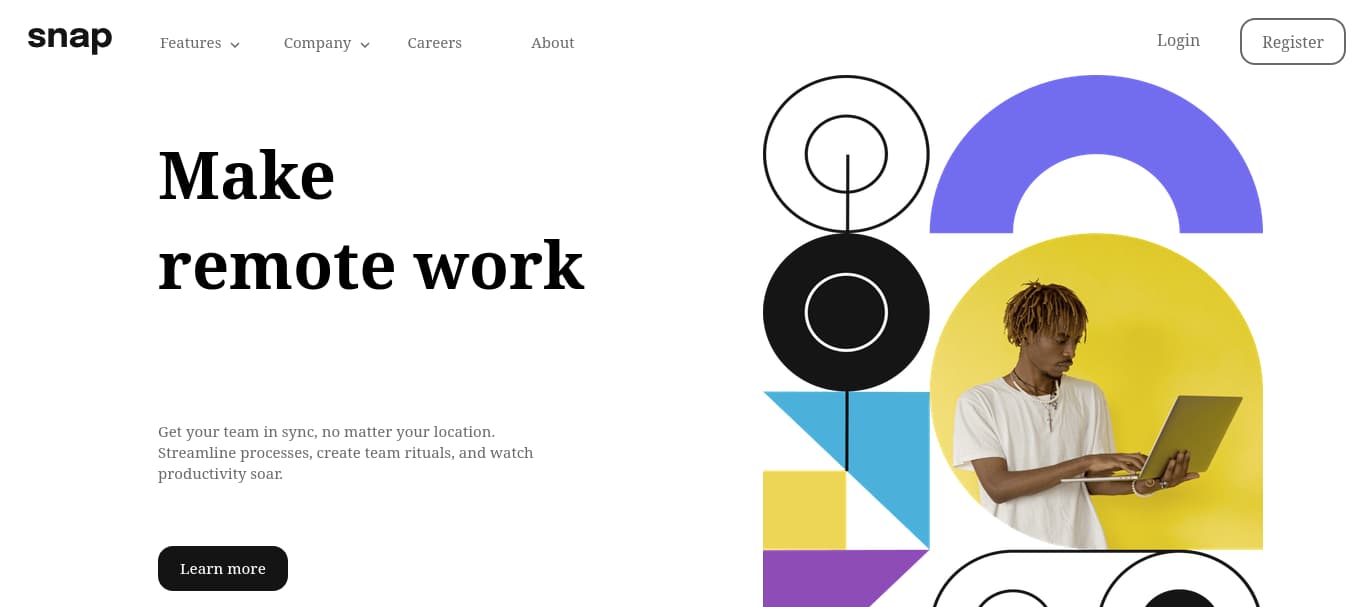 snap
Features
Company
Careers
About
Login
Register
Make
remote work
Get your team in sync, no matter your location.
Streamline processes, create team rituals, and watch
productivity soar.
Learn more